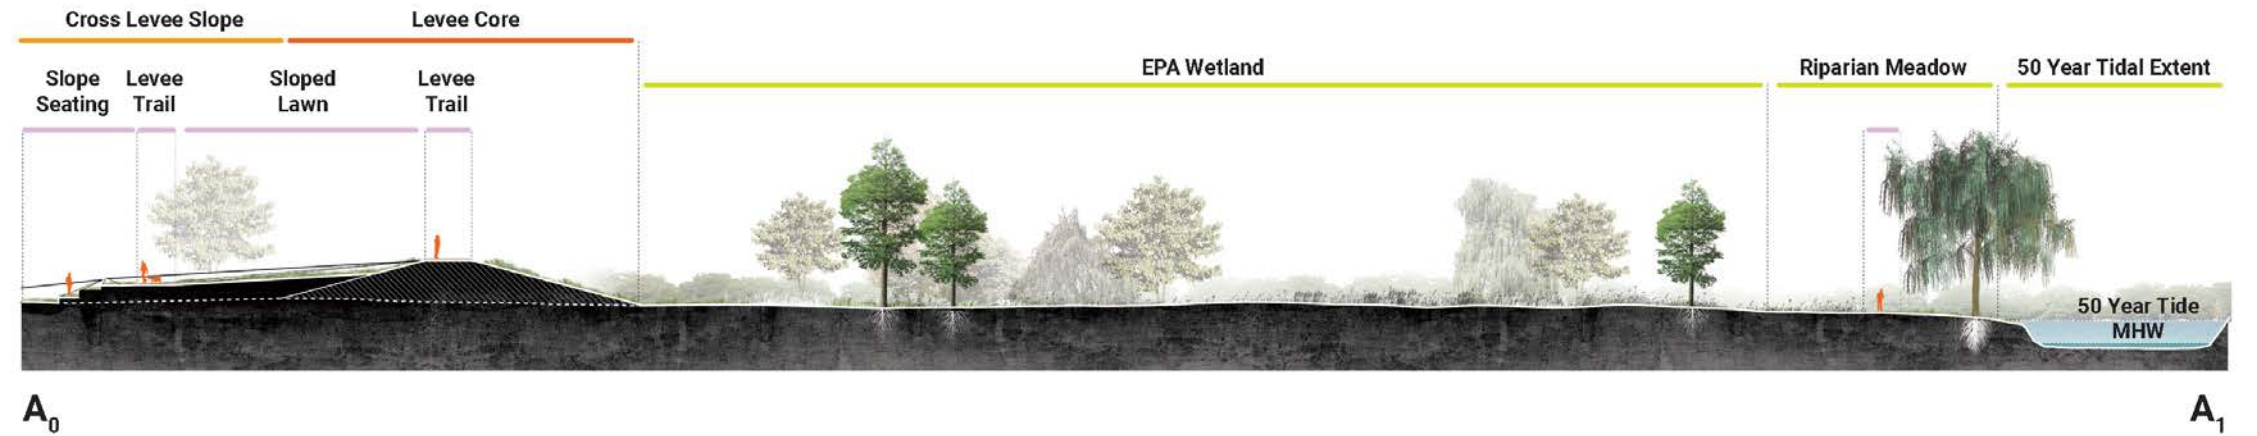 Cross Levee Slope
Levee Core
EPA Wetland
Riparian Meadow
50 Year Tidal Extent
Slope
Seating
Levee
Trail
Sloped
Lawn
Levee
Trail
50 Year Tide
MHW
A0
A1